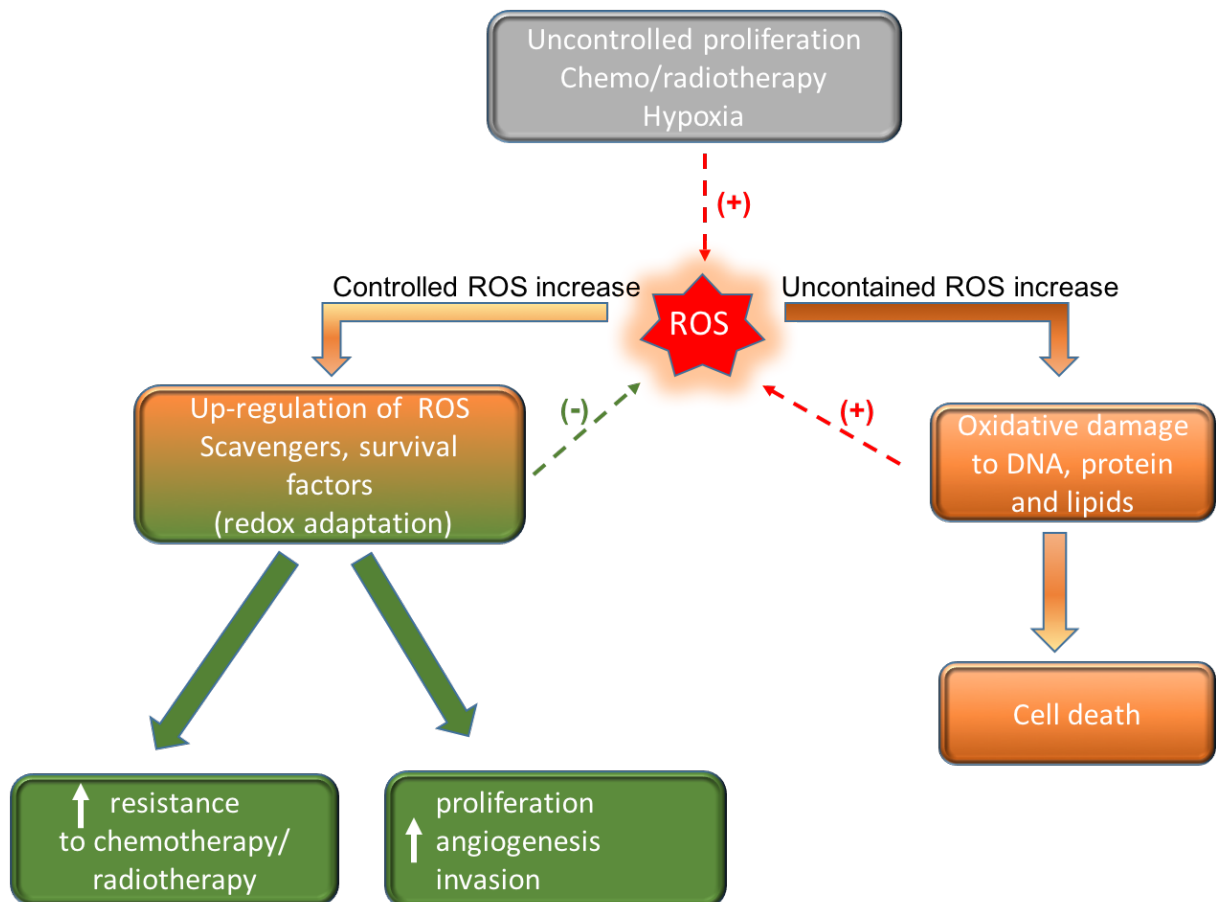 Uncontrolled proliferation
Chemo/radiotherapy
Hypoxia
(+)
Controlled ROS increase
Uncontained ROS increase
ROS
Up-regulation of ROS
Scavengers, survival
factors
(redox adaptation)
(-)
(+)
Oxidative damage
to DNA, protein
and lipids
Cell death
resistance
to chemotherapy/
radiotherapy
proliferation
angiogenesis
invasion